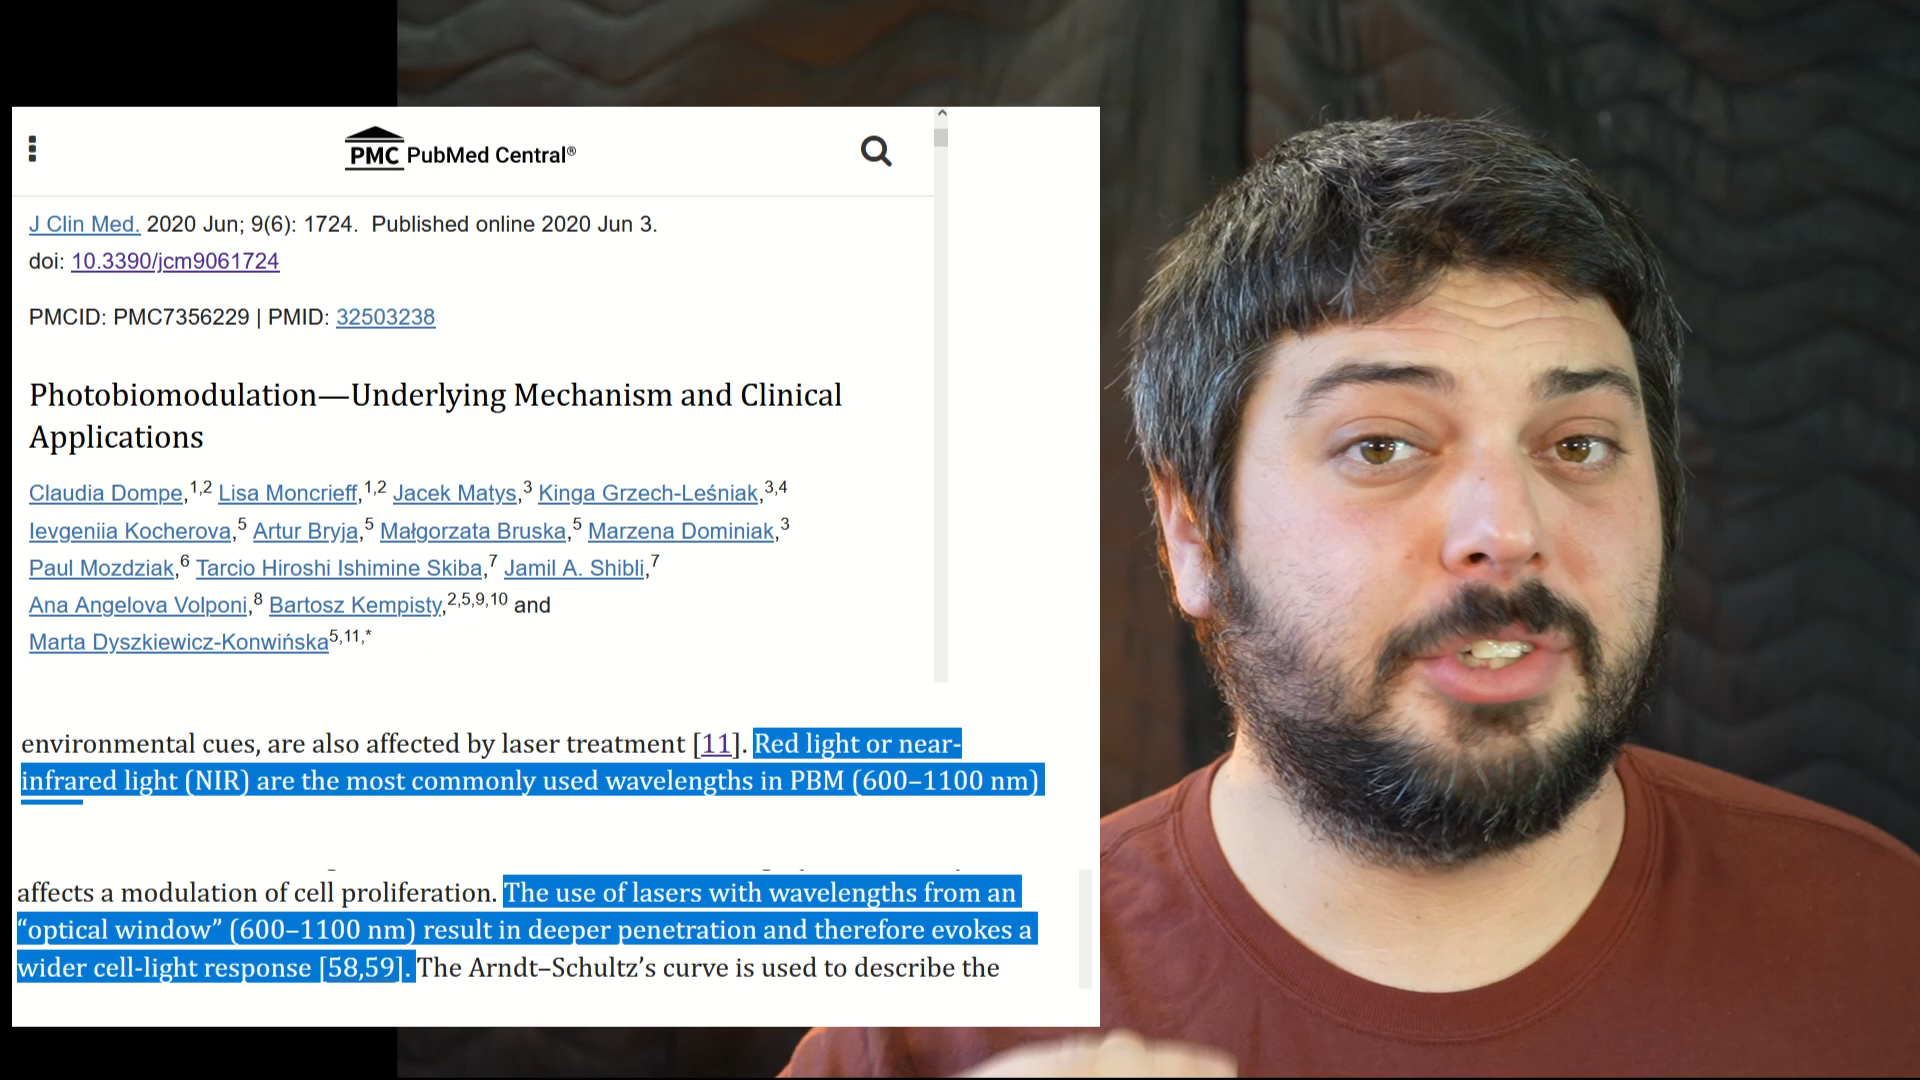 PMC PubMed Central®
J Clin Med. 2020 Jun; 9(6): 1724. Published online 2020 Jun 3.
doi: 10.3390/jcm9061724
PMCID: PMC7356229 | PMID: 32503238
Photobiomodulation—Underlying Mechanism and Clinical
Applications
Claudia Dompe,1,2 Lisa Moncrieff,1,2 Jacek Matys,3 Kinga Grzech-Leśniak,3,4
Ievgeniia Kocherova,5 Artur Bryja,5 Małgorzata Bruska,5 Marzena Dominiak,3
Paul Mozdziak,6 Tarcio Hiroshi Ishimine Skiba,7 Jamil A. Shibli,7
Ana Angelova Volponi,8 Bartosz Kempisty,2,5,9,10 and
Marta Dyszkiewicz-Konwińska5,11,*
environmental cues, are also affected by laser treatment [11]. Red light or near-
infrared light (NIR) are the most commonly used wavelengths in PBM (600–1100 nm)
affects a modulation of cell proliferation. The use of lasers with wavelengths from an
“optical window” (600–1100 nm) result in deeper penetration and therefore evokes a
wider cell-light response [58,59]. The Arndt–Schultz’s curve is used to describe the